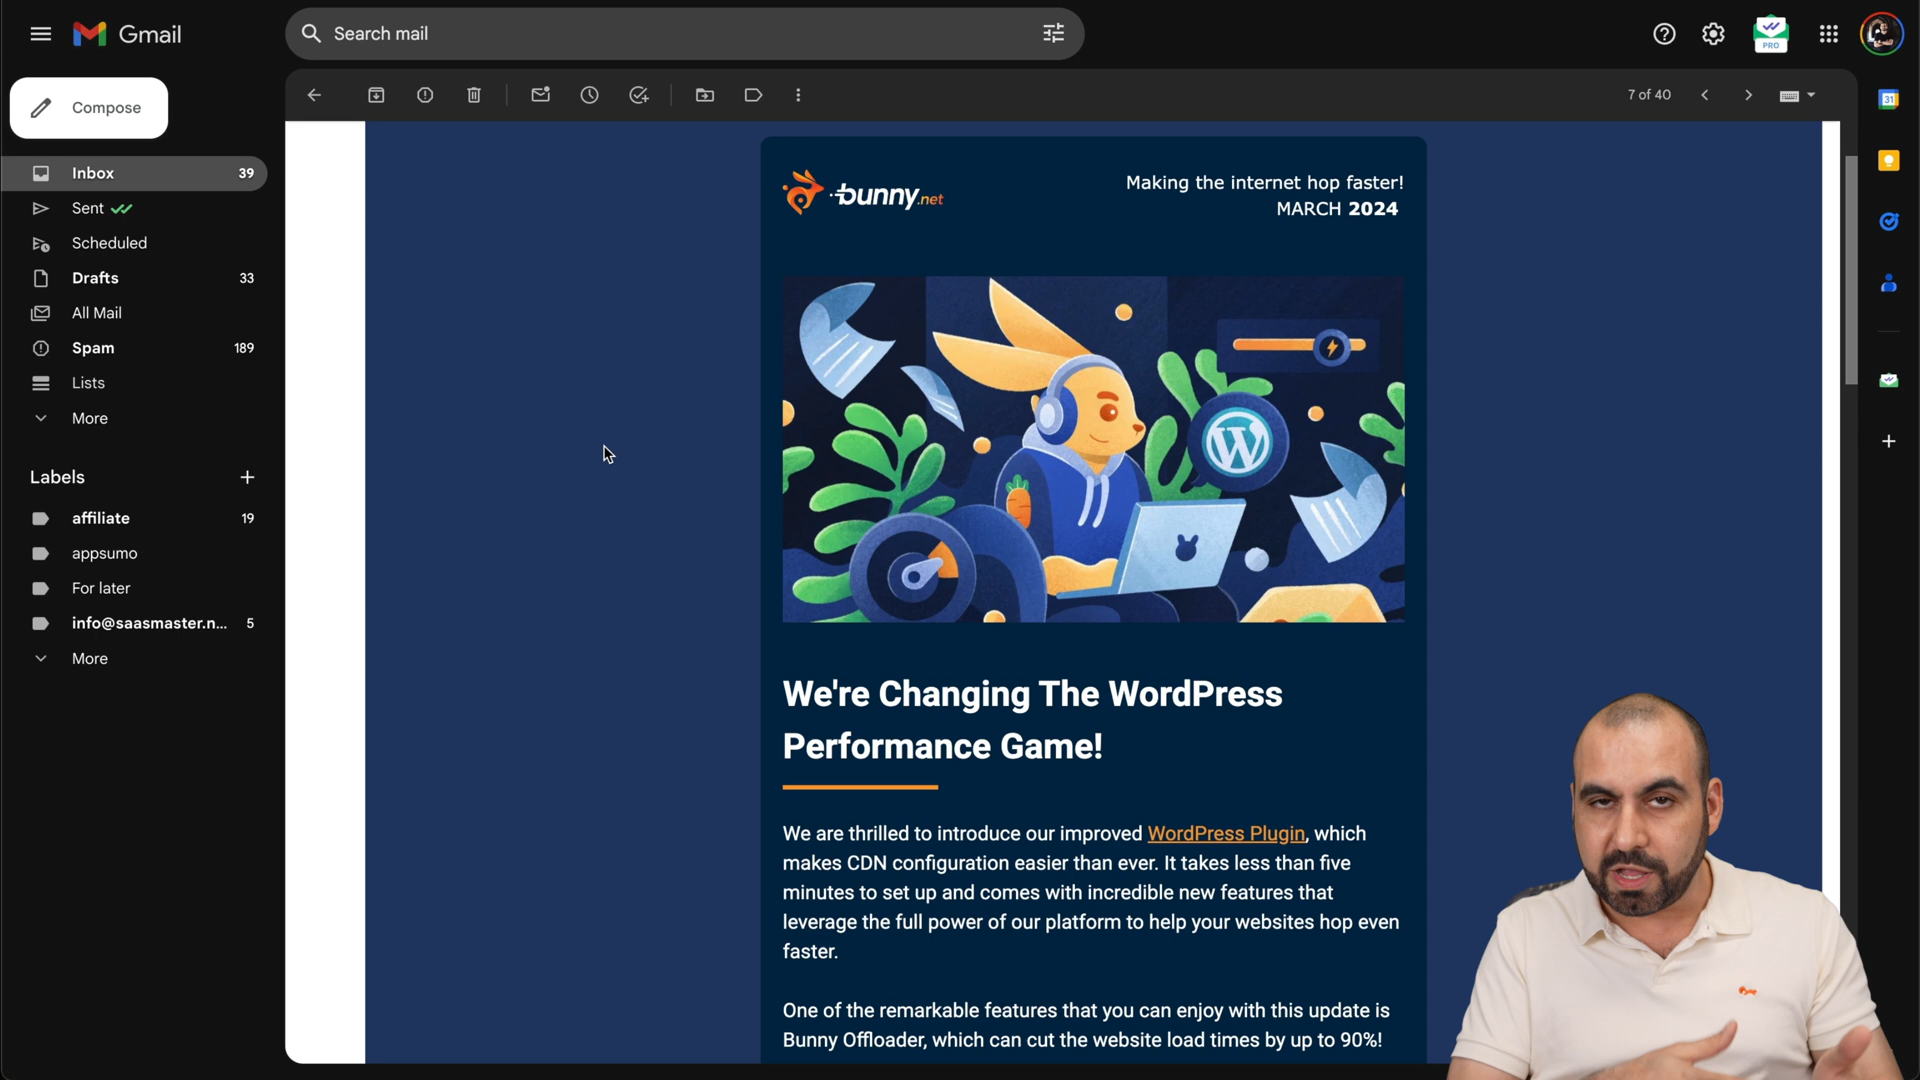 Gmail
Search mail
PRO
31
Compose
7 of 40
Inbox 39
Sent
Scheduled
Drafts 33
All Mail
Spam 189
Lists
More
Labels +
affiliate 19
appsumo
For later
info@saasmaster.n... 5
More
bunny.net
Making the internet hop faster!
MARCH 2024
W
We're Changing The WordPress
Performance Game!
We are thrilled to introduce our improved WordPress Plugin, which
makes CDN configuration easier than ever. It takes less than five
minutes to set up and comes with incredible new features that
leverage the full power of our platform to help your websites hop even
faster.
One of the remarkable features that you can enjoy with this update is
Bunny Offloader, which can cut the website load times by up to 90%!